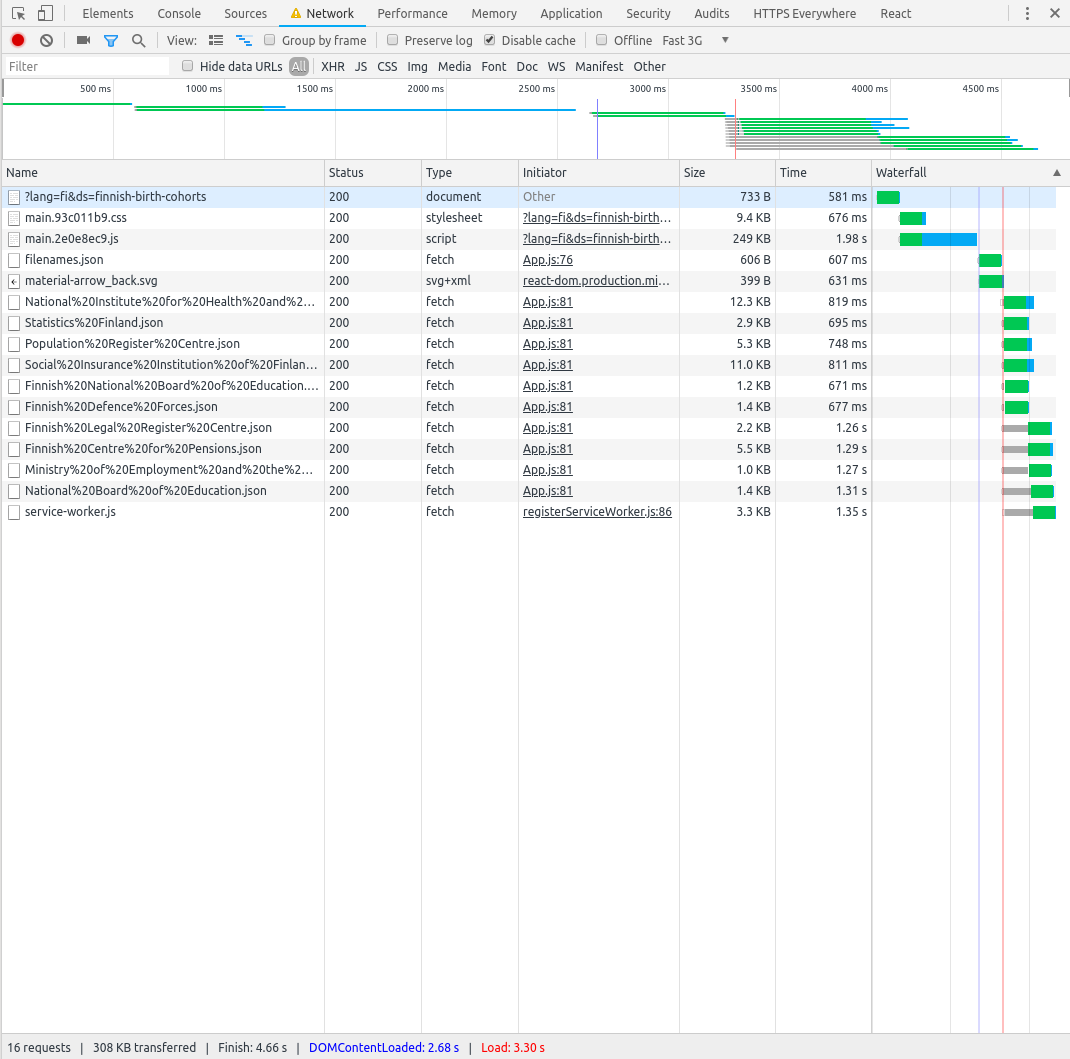 Elements Console Sources Network Performance Memory Application Security Audits HTTPS Everywhere React
View: Group by frame Preserve log Disable cache Offline Fast 3G
Filter Hide data URLs All XHR JS CSS Img Media Font Doc WS Manifest Other
500 ms 1000 ms 1500 ms 2000 ms 2500 ms 3000 ms 3500 ms 4000 ms 4500 ms
Name Status Type Initiator Size Time Waterfall
?lang=fi&ds=finnish-birth-cohorts 200 document Other 733 B 581 ms
main.93c011b9.css 200 stylesheet ?lang=fi&ds=finnish-birth... 9.4 KB 676 ms
main.2e0e8ec9.js 200 script ?lang=fi&ds=finnish-birth... 249 KB 1.98 s
filenames.json 200 fetch App.js:76 606 B 607 ms
material-arrow_back.svg 200 svg+xml react-dom.production.mi... 399 B 631 ms
National%20Institute%20for%20Health%20and%2... 200 fetch App.js:81 12.3 KB 819 ms
Statistics%20Finland.json 200 fetch App.js:81 2.9 KB 695 ms
Population%20Register%20Centre.json 200 fetch App.js:81 5.3 KB 748 ms
Social%20Insurance%20Institution%20of%20Finlan... 200 fetch App.js:81 11.0 KB 811 ms
Finnish%20National%20Board%20of%20Education.... 200 fetch App.js:81 1.2 KB 671 ms
Finnish%20Defence%20Forces.json 200 fetch App.js:81 1.4 KB 677 ms
Finnish%20Legal%20Register%20Centre.json 200 fetch App.js:81 2.2 KB 1.26 s
Finnish%20Centre%20for%20Pensions.json 200 fetch App.js:81 5.5 KB 1.29 s
Ministry%20of%20Employment%20and%20the%2... 200 fetch App.js:81 1.0 KB 1.27 s
National%20Board%20of%20Education.json 200 fetch App.js:81 1.4 KB 1.31 s
service-worker.js 200 fetch registerServiceWorker.js:86 3.3 KB 1.35 s
16 requests | 308 KB transferred | Finish: 4.66 s | DOMContentLoaded: 2.68 s | Load: 3.30 s